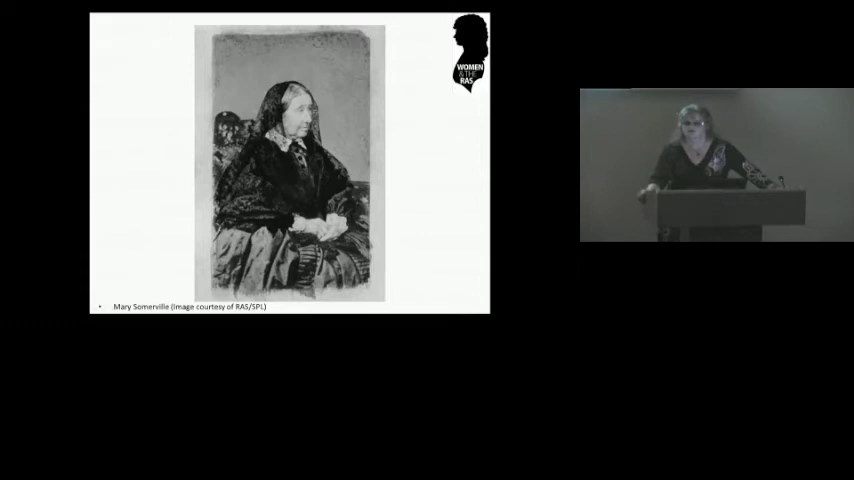 WOMEN
&THE
RAS
• Mary Somerville (Image courtesy of RAS/SPL)